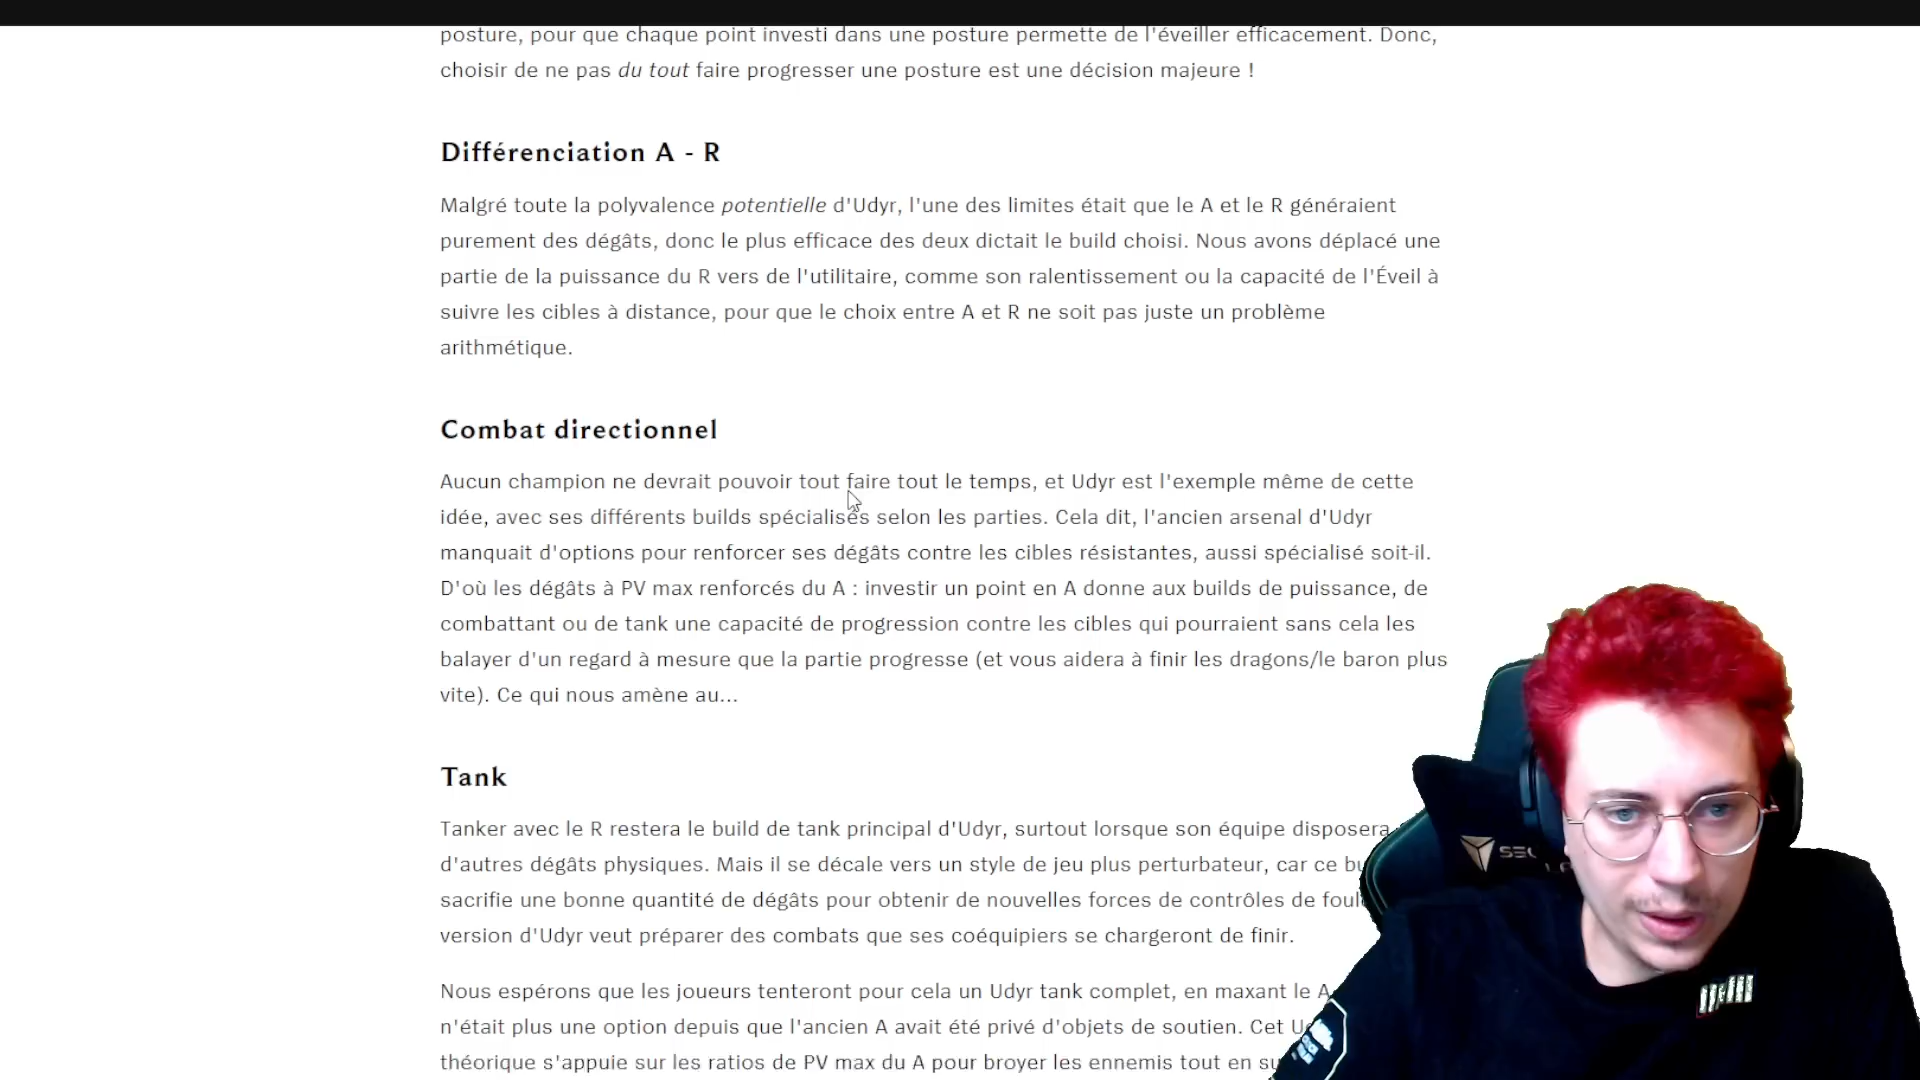 posture, pour que chaque point investi dans une posture permette de l'éveiller efficacement. Donc,
choisir de ne pas du tout faire progresser une posture est une décision majeure !
Différenciation A - R
Malgré toute la polyvalence potentielle d'Udyr, l'une des limites était que le A et le R généraient
purement des dégâts, donc le plus efficace des deux dictait le build choisi. Nous avons déplacé une
partie de la puissance du R vers de l'utilitaire, comme son ralentissement ou la capacité de l'Éveil à
suivre les cibles à distance, pour que le choix entre A et R ne soit pas juste un problème
arithmétique.
Combat directionnel
Aucun champion ne devrait pouvoir tout faire tout le temps, et Udyr est l'exemple même de cette
idée, avec ses différents builds spécialisés selon les parties. Cela dit, l'ancien arsenal d'Udyr
manquait d'options pour renforcer ses dégâts contre les cibles résistantes, aussi spécialisé soit-il.
D'où les dégâts à PV max renforcés du A : investir un point en A donne aux builds de puissance, de
combattant ou de tank une capacité de progression contre les cibles qui pourraient sans cela les
balayer d'un regard à mesure que la partie progresse (et vous aidera à finir les dragons/le baron plus
vite). Ce qui nous amène au...
Tank
Tanker avec le R restera le build de tank principal d'Udyr, surtout lorsque son équipe disposera
d'autres dégâts physiques. Mais il se décale vers un style de jeu plus perturbateur, car ce
sacrifie une bonne quantité de dégâts pour obtenir de nouvelles forces de contrôles de
version d'Udyr veut préparer des combats que ses coéquipiers se chargeront de finir.
Nous espérons que les joueurs tenteront pour cela un Udyr tank complet, en maxant le A
n'était plus une option depuis que l'ancien A avait été privé d'objets de soutien. Cet
théorique s'appuie sur les ratios de PV max du A pour broyer les ennemis tout en